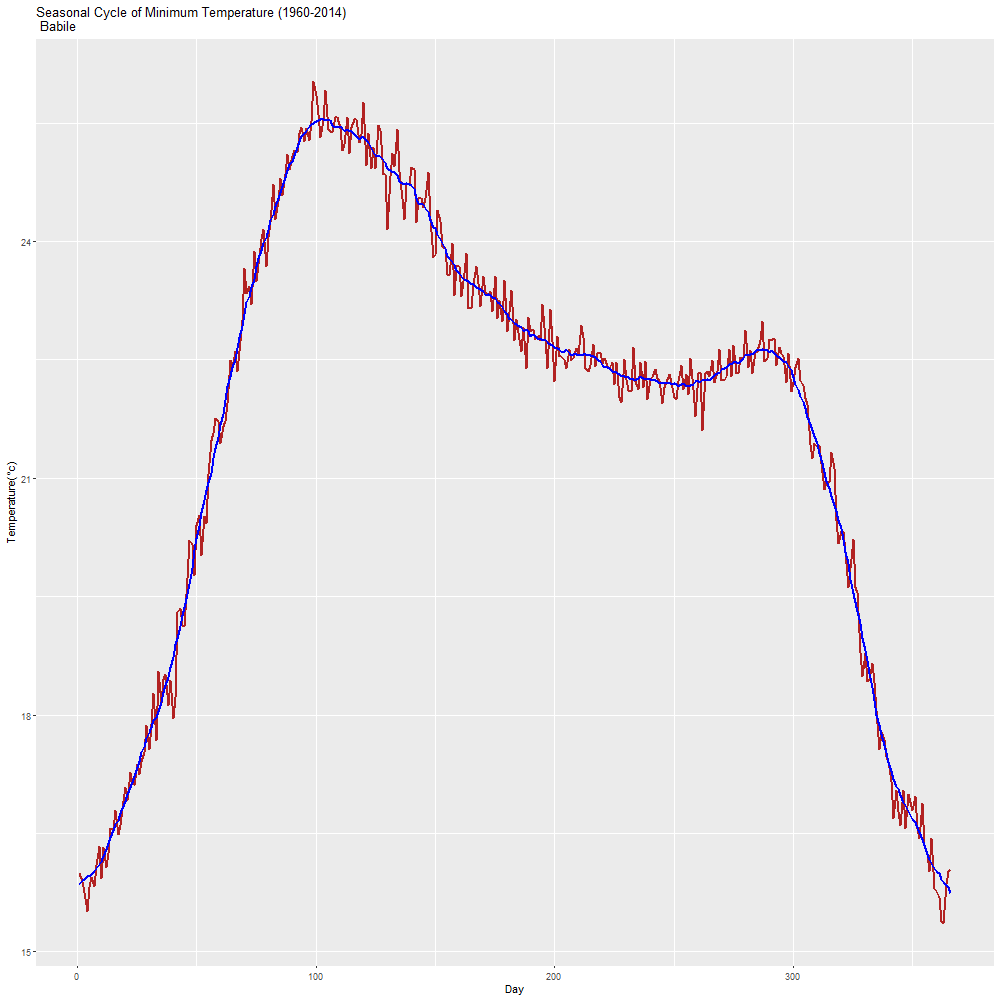 Seasonal Cycle of Minimum Temperature (1960-2014)
Babile
Temperature(°c)
24
21
18
15
0 100 200 300
Day